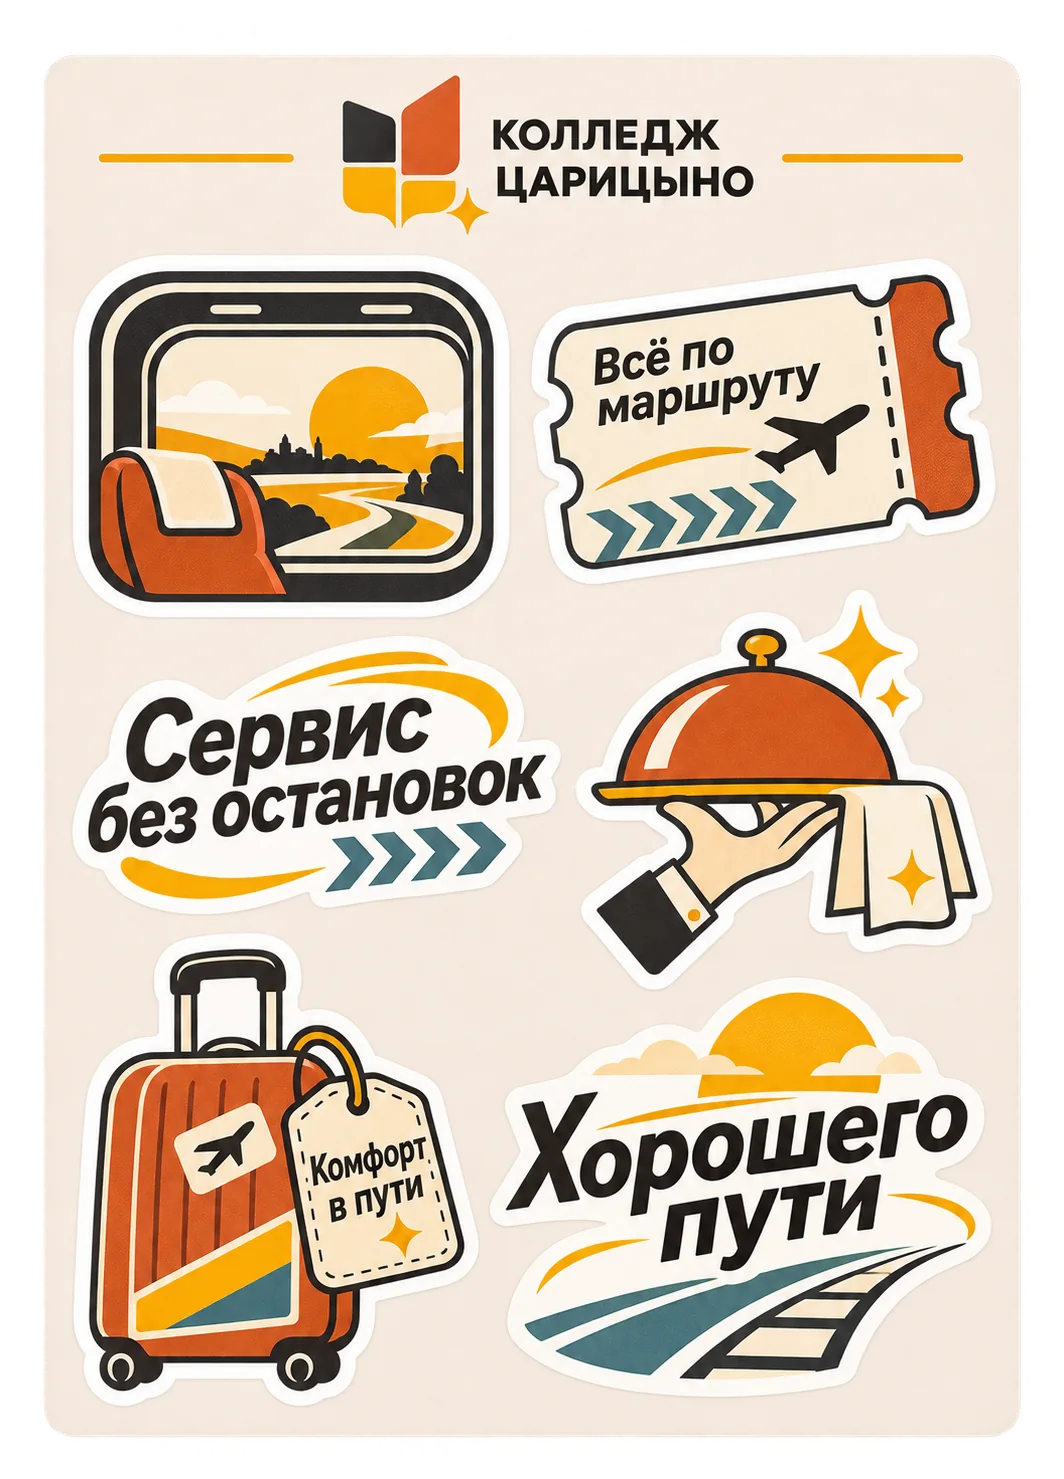 КОЛЛЕДЖ
ЦАРИЦЫНО
Всё по
маршруту
Сервис
без остановок
Комфорт
в пути
Хорошего
пути